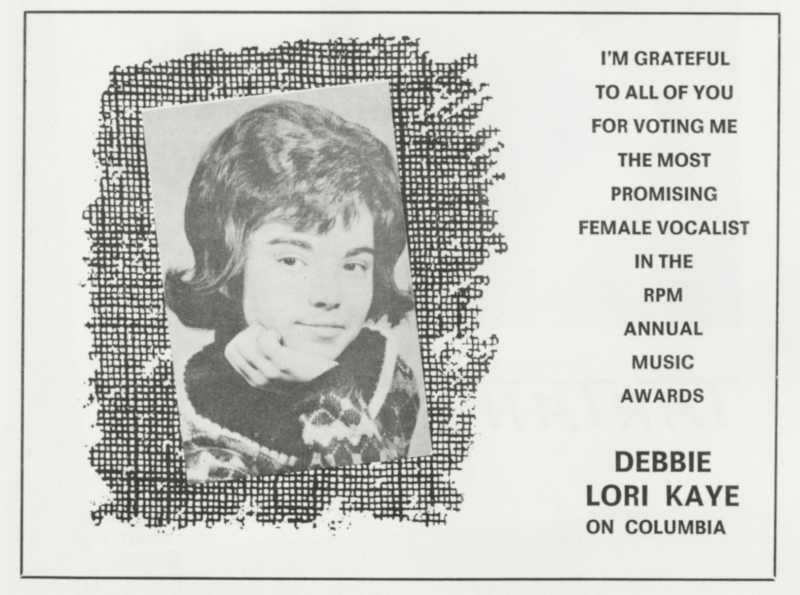 I'M GRATEFUL
TO ALL OF YOU
FOR VOTING ME
THE MOST
PROMISING
FEMALE VOCALIST
IN THE
RPM
ANNUAL
MUSIC
AWARDS
DEBBIE
LORI KAYE
ON COLUMBIA